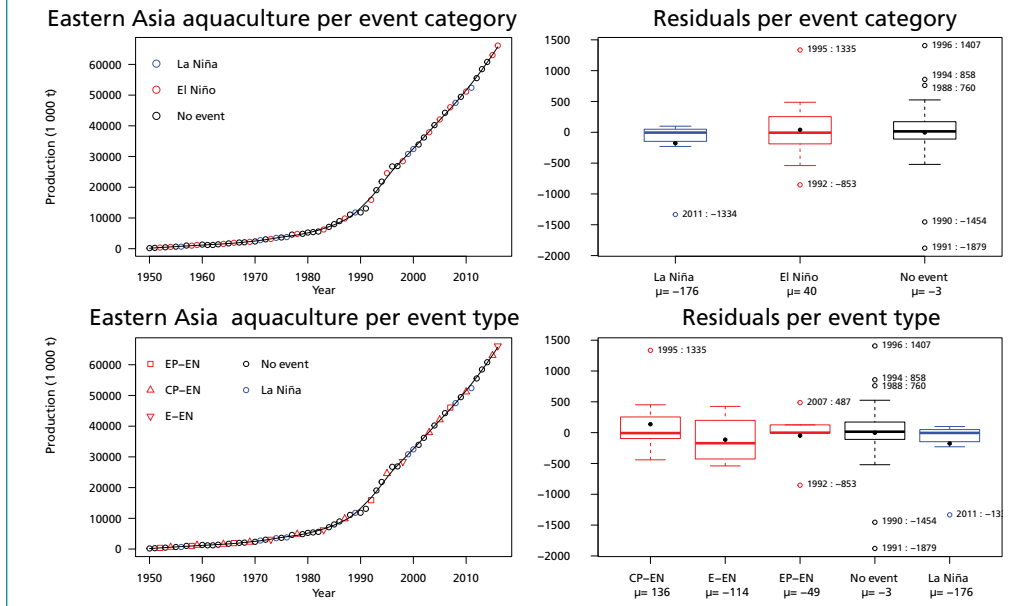 Eastern Asia aquaculture per event category
Production (1 000 t)
60000
50000
40000
30000
20000
10000
0
La Niña
El Niño
No event
1950 1960 1970 1980 1990 2000 2010
Year
Residuals per event category
1500
1000
500
0
−500
−1000
−1500
−2000
2011 : −1334
1995 : 1335
1992 : −853
1996 : 1407
1994 : 858
1988 : 760
1990 : −1454
1991 : −1879
La Niña El Niño No event
μ= −176 μ= 40 μ= −3
Eastern Asia aquaculture per event type
Production (1 000 t)
60000
50000
40000
30000
20000
10000
0
EP−EN No event
CP−EN La Niña
E−EN
1950 1960 1970 1980 1990 2000 2010
Year
Residuals per event type
1500
1000
500
0
−500
−1000
−1500
−2000
1995 : 1335
2007 : 487
1992 : −853
1996 : 1407
1994 : 858
1988 : 760
1990 : −1454
1991 : −1879
2011 : −13
CP−EN E−EN EP−EN No event La Niña
μ= 136 μ= −114 μ= −49 μ= −3 μ= −176